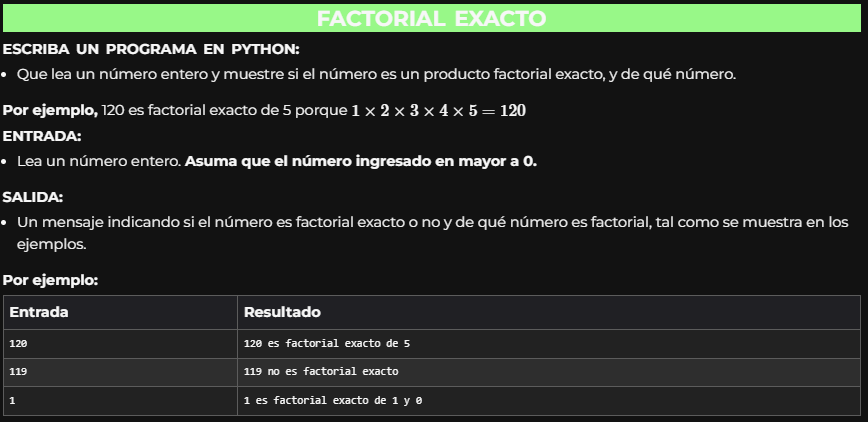 FACTORIAL EXACTO
ESCRIBA UN PROGRAMA EN PYTHON:
• Que lea un número entero y muestre si el número es un producto factorial exacto, y de qué número.
Por ejemplo, 120 es factorial exacto de 5 porque 1 × 2 × 3 × 4 × 5 = 120
ENTRADA:
• Lea un número entero. Asuma que el número ingresado en mayor a 0.
SALIDA:
• Un mensaje indicando si el número es factorial exacto o no y de qué número es factorial, tal como se muestra en los
ejemplos.
Por ejemplo:
Entrada Resultado
120 120 es factorial exacto de 5
119 119 no es factorial exacto
1 1 es factorial exacto de 1 y 0